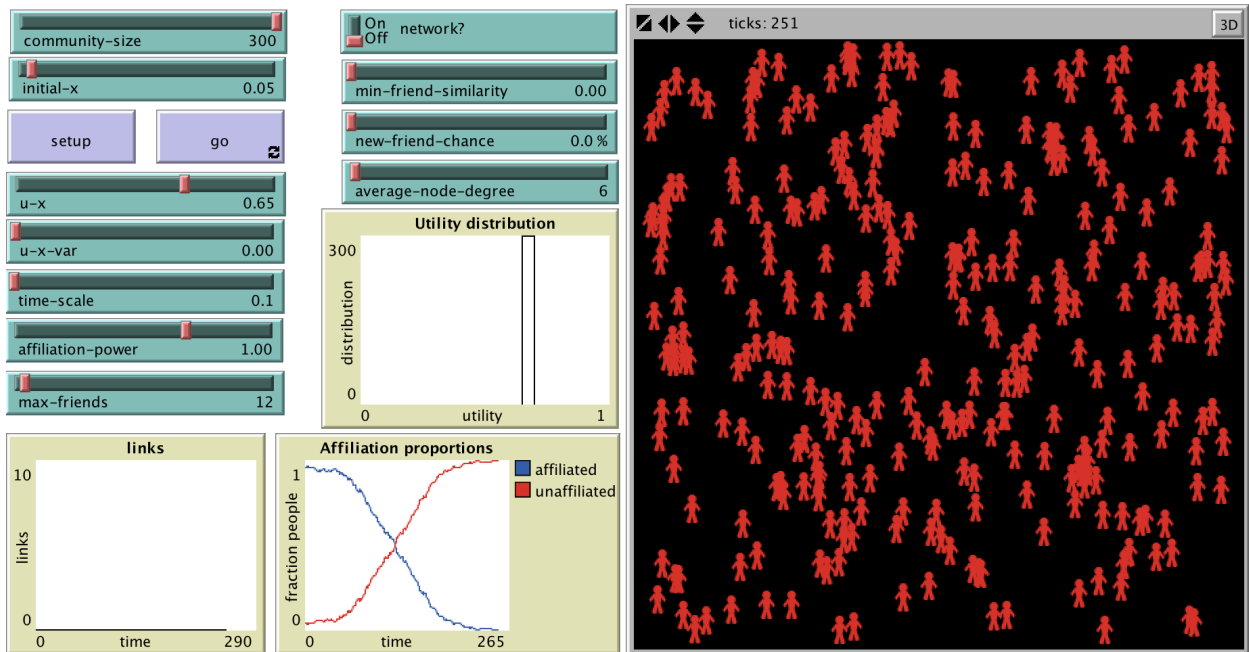 community-size 300
initial-x 0.05
setup
go
u-x 0.65
u-x-var 0.00
time-scale 0.1
affiliation-power 1.00
max-friends 12
On
Off
network?
min-friend-similarity 0.00
new-friend-chance 0.0 %
average-node-degree 6
Utility distribution
300
distribution
0
0 utility 1
links
10
links
0
0 time 290
Affiliation proportions
1
fraction people
0
0 time 265
affiliated
unaffiliated
ticks: 251
3D